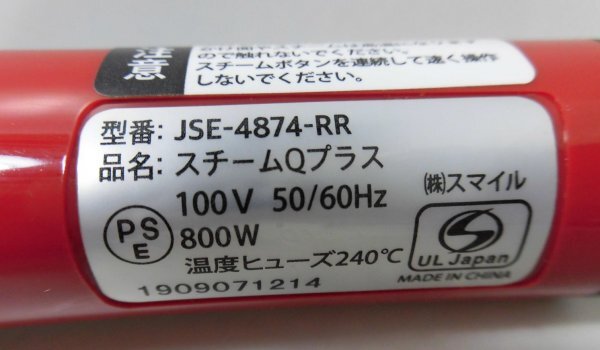 注意
ので触れないでください。
スチームボタンを連続して速く操作
しないでください。
型番: JSE-4874-RR
品名: スチームQプラス
100V 50/60Hz
800W
温度ヒューズ240℃
PSE
㈱スマイル
UL Japan
MADE IN CHINA
1909071214